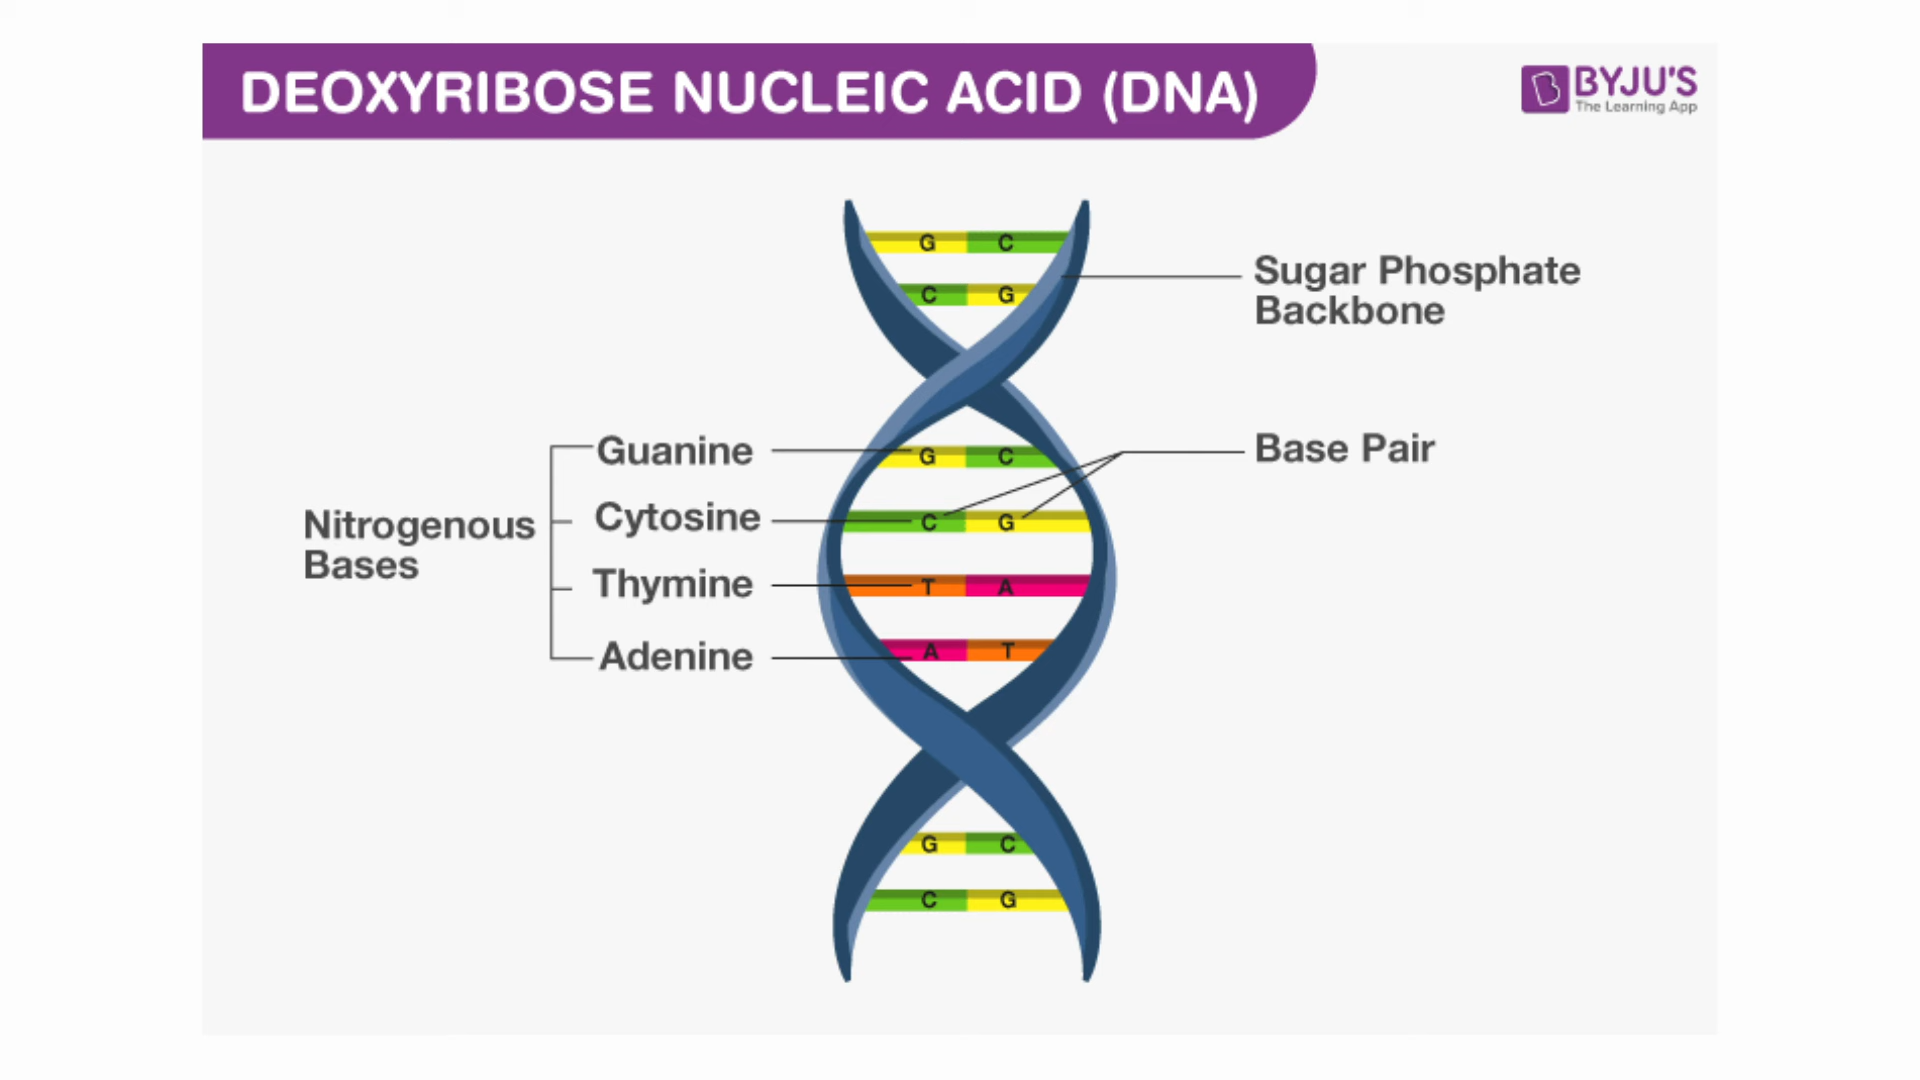 DEOXYRIBOSE NUCLEIC ACID (DNA)
BYJU'S
The Learning App
G C
C G
Sugar Phosphate
Backbone
Nitrogenous
Bases
Guanine
Cytosine
Thymine
Adenine
G C
C G
T A
A T
Base Pair
G C
C G